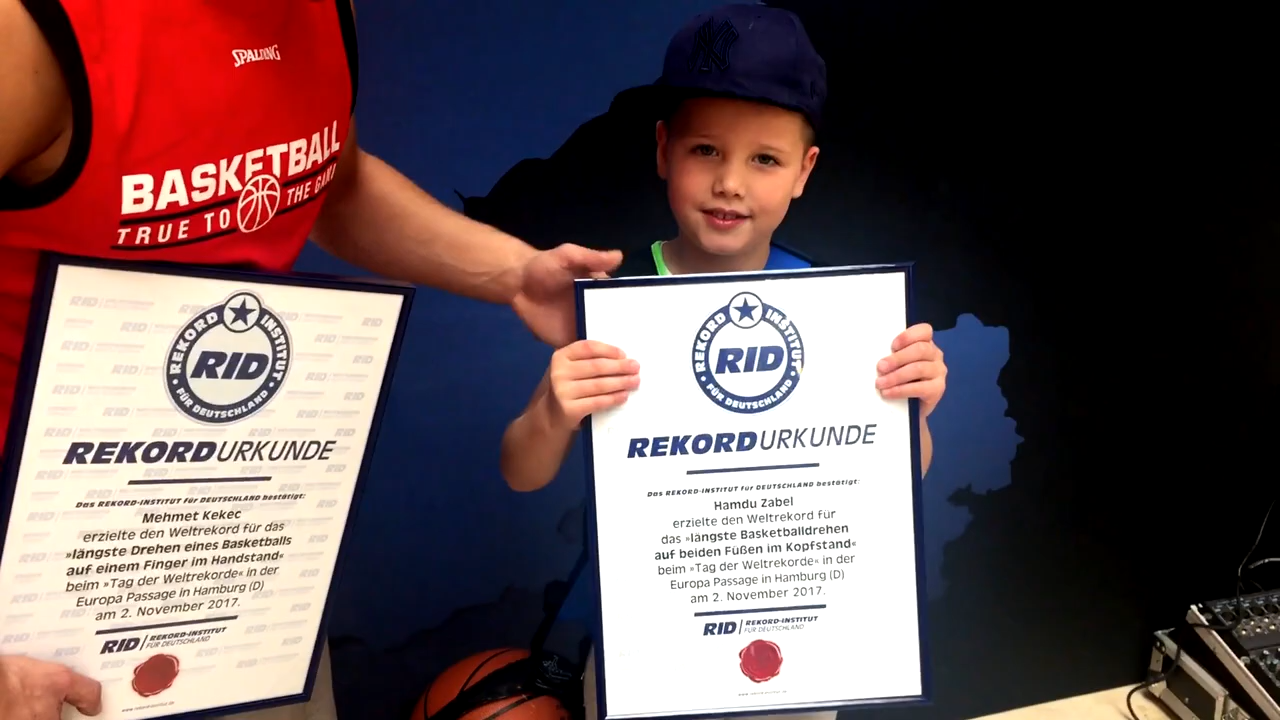 SPALDING
BASKETBALL
TRUE TO THE GAME
NY
REKORD INSTITUT
RID
FÜR DEUTSCHLAND
REKORDURKUNDE
Das REKORD-INSTITUT für DEUTSCHLAND bestätigt:
Mehmet Kekec
erzielte den Weltrekord für das
»längste Drehen eines Basketballs
auf einem Finger im Handstand«
beim »Tag der Weltrekorde« in der
Europa Passage in Hamburg (D)
am 2. November 2017.
RID REKORD-INSTITUT
FÜR DEUTSCHLAND
REKORD INSTITUT
RID
FÜR DEUTSCHLAND
REKORDURKUNDE
Das REKORD-INSTITUT für DEUTSCHLAND bestätigt:
Hamdu Zabel
erzielte den Weltrekord für
das »längste Basketballdrehen
auf beiden Füßen im Kopfstand«
beim »Tag der Weltrekorde« in der
Europa Passage in Hamburg (D)
am 2. November 2017.
RID REKORD-INSTITUT
FÜR DEUTSCHLAND